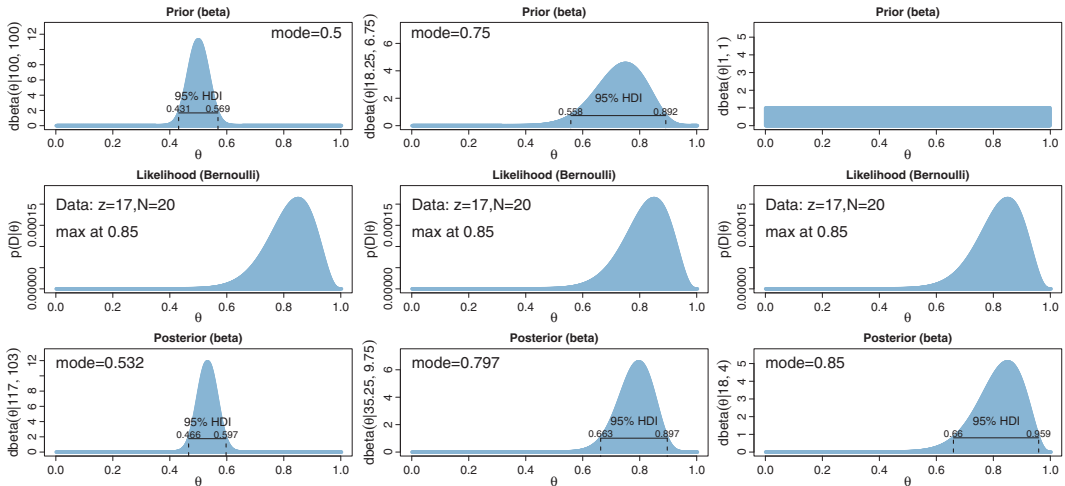 Prior (beta)
dbeta(θ|100, 100)
12
10
8
6
4
2
0
mode=0.5
95% HDI
0.431 0.569
0.0 0.2 0.4 0.6 0.8 1.0
θ
Prior (beta)
dbeta(θ|18.25, 6.75)
6
4
2
0
mode=0.75
95% HDI
0.558 0.892
0.0 0.2 0.4 0.6 0.8 1.0
θ
Prior (beta)
dbeta(θ|1, 1)
5
4
3
2
1
0
0.0 0.2 0.4 0.6 0.8 1.0
θ
Likelihood (Bernoulli)
p(D|θ)
0.00015
0.00000
Data: z=17,N=20
max at 0.85
0.0 0.2 0.4 0.6 0.8 1.0
θ
Likelihood (Bernoulli)
p(D|θ)
0.00015
0.00000
Data: z=17,N=20
max at 0.85
0.0 0.2 0.4 0.6 0.8 1.0
θ
Likelihood (Bernoulli)
p(D|θ)
0.00015
0.00000
Data: z=17,N=20
max at 0.85
0.0 0.2 0.4 0.6 0.8 1.0
θ
Posterior (beta)
dbeta(θ|117, 103)
12
10
8
6
4
2
0
mode=0.532
95% HDI
0.466 0.597
0.0 0.2 0.4 0.6 0.8 1.0
θ
Posterior (beta)
dbeta(θ|35.25, 9.75)
6
4
2
0
mode=0.797
95% HDI
0.663 0.897
0.0 0.2 0.4 0.6 0.8 1.0
θ
Posterior (beta)
dbeta(θ|18, 4)
5
4
3
2
1
0
mode=0.85
95% HDI
0.66 0.959
0.0 0.2 0.4 0.6 0.8 1.0
θ